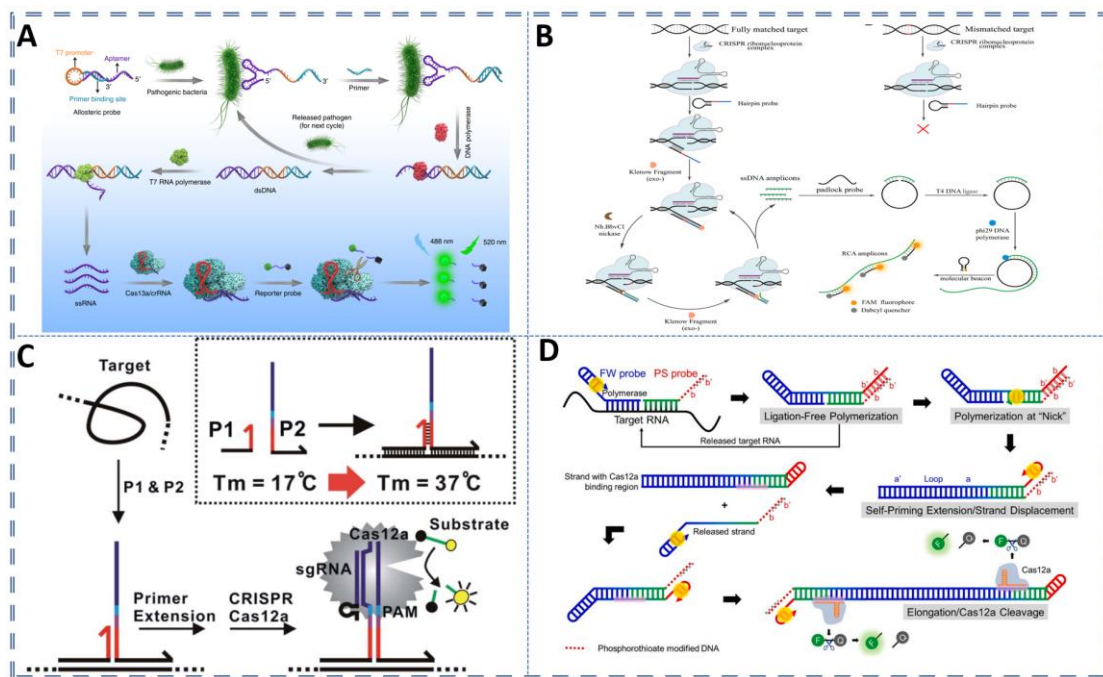 A
T7 promoter
Aptamer
5'
3'
Primer binding site
Allosteric probe
Pathogenic bacteria
5'
3'
Primer
Released pathogen
(for next cycle)
DNA polymerase
T7 RNA polymerase
dsDNA
488 nm
520 nm
ssRNA
Cas13a/crRNA
Reporter probe
B
Fully matched target
Mismatched target
CRISPR ribonucleoprotein
complex
CRISPR ribonucleoprotein
complex
Hairpin probe
Hairpin probe
Klenow Fragment
(exo-)
ssDNA amplicons
padlock probe
T4 DNA ligase
Nb.BbvCI
nickase
phi29 DNA
polymerase
RCA amplicons
molecular beacon
FAM fluorophore
Dabcyl quencher
Klenow Fragment
(exo-)
C
Target
P1
P2
Tm = 17°C
Tm = 37°C
P1 & P2
Cas12a
Substrate
sgRNA
PAM
Primer
Extension
CRISPR
Cas12a
D
FW probe
PS probe
b'
b
Polymerase
Target RNA
b'
b
Ligation-Free Polymerization
b'
b
Polymerization at "Nick"
Released target RNA
Strand with Cas12a
binding region
+
Released strand
b'
b
a'
Loop
a
b
b'
Self-Priming Extension/Strand Displacement
F
Q
F
Q
Cas12a
Elongation/Cas12a Cleavage
F
Q
F
Q
Phosphorothioate modified DNA